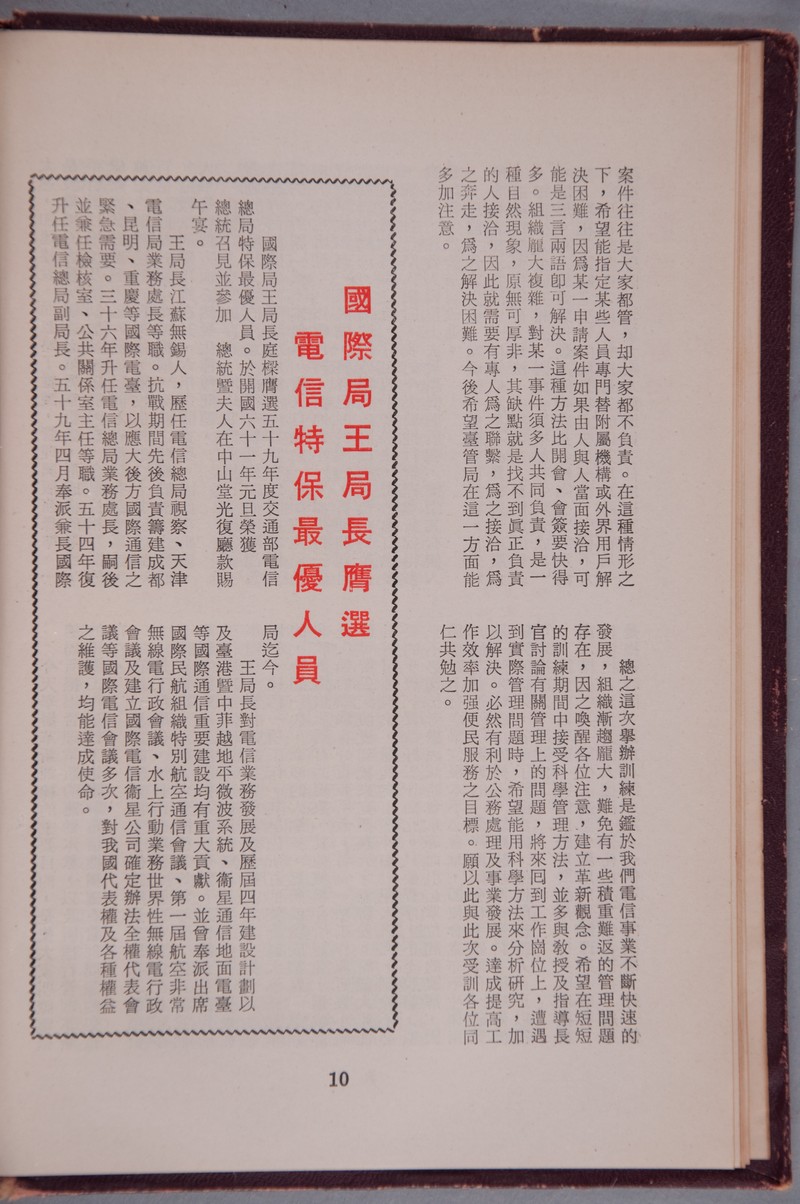 案件往往是大家都管，却大家都不負責。在這種情形之
下，希望能指定某些人員專門替附屬機構或外界用戶解
決困難，因爲某一申請案件如果由人與人當面接洽，可
能是三言兩語卽可解決。這種方法比開會、會簽要快得
多。組織龐大複雜，對某一事件須多人共同負責，是一
種自然現象，原無可厚非，其缺點就是找不到眞正負責
的人接洽，因此就需要有專人爲之聯繫，爲之接洽，爲
之奔走，爲之解決困難。今後希望臺管局在這一方面能
多加注意。
總之這次擧辦訓練是鑑於我們電信事業不斷快速的
發展，組織漸趨龐大，難免有一些積重難返的管理問題
存在，因之喚醒各位注意，建立革新觀念。希望在短短
的訓練期間中接受科學管理方法，並多與敎授及指導長
官討論有關管理上的問題，將來囘到工作崗位上，遭遇
到實際管理問題時，希望能用科學方法來分析硏究，加
以解決。必然有利於公務處理及事業發展。達成提高工
作效率加强便民服務之目標。願以此與此次受訓各位同
仁共勉之。
國際局王局長膺選
電信特保最優人員
國際局王局長庭樑膺選五十九年度交通部電信
總局特保最優人員。於開國六十一年元旦榮獲
總統召見並參加　總統暨夫人在中山堂光復廳款賜
午宴。
王局長江蘇無錫人，歷任電信總局視察、天津
電信局業務處長等職。抗戰期間先後負責籌建成都
、昆明、重慶等國際電臺，以應大後方國際通信之
緊急需要。三十六年升任電信總局業務處長，嗣後
並兼任檢核室、公共關係室主任等職。五十四年復
升任電信總局副局長。五十九年四月奉派兼長國際
局迄今。
王局長對電信業務發展及歷屆四年建設計劃以
及臺港暨中菲越地平微波系統、衞星通信地面電臺
等國際通信重要建設均有重大貢獻。並曾奉派出席
國際民航組織特別航空通信會議、第一屆航空非常
無線電行政會議、水上行動業務世界性無線電行政
會議及建立國際電信衞星公司確定辦法全權代表會
議等國際電信會議多次，對我國代表權及各種權益
之維護，均能達成使命。
10